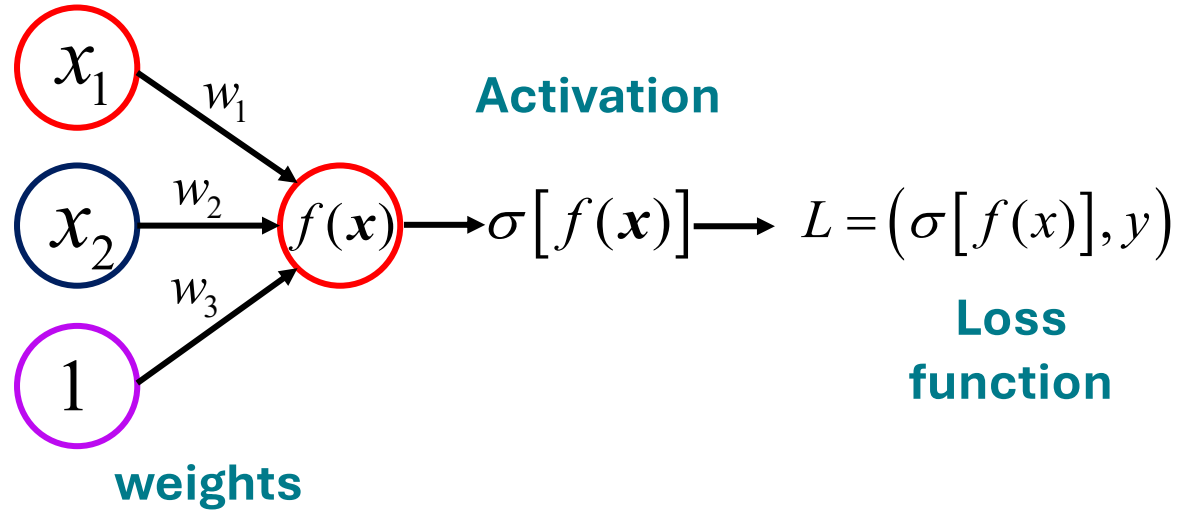 x₁
w₁
Activation
x₂
w₂
f(x)
σ[f(x)]
L = (σ[f(x)], y)
w₃
1
Loss
function
weights